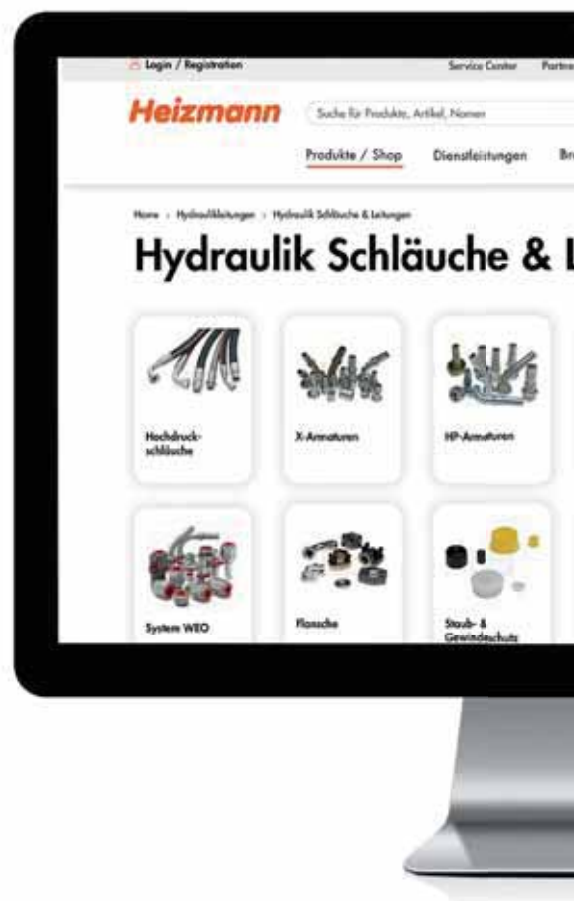 Login / Registration
Service Center
Heizmann
Suche für Produkte, Artikel, Namen
Produkte / Shop
Dienstleistungen
Home › Hydraulikleitungen › Hydraulik Schläuche & Leitungen
Hydraulik Schläuche &
Hochdruck-
schläuche
X-Armaturen
HP-Armaturen
System WEO
Flansche
Staub- &
Gewindeschutz